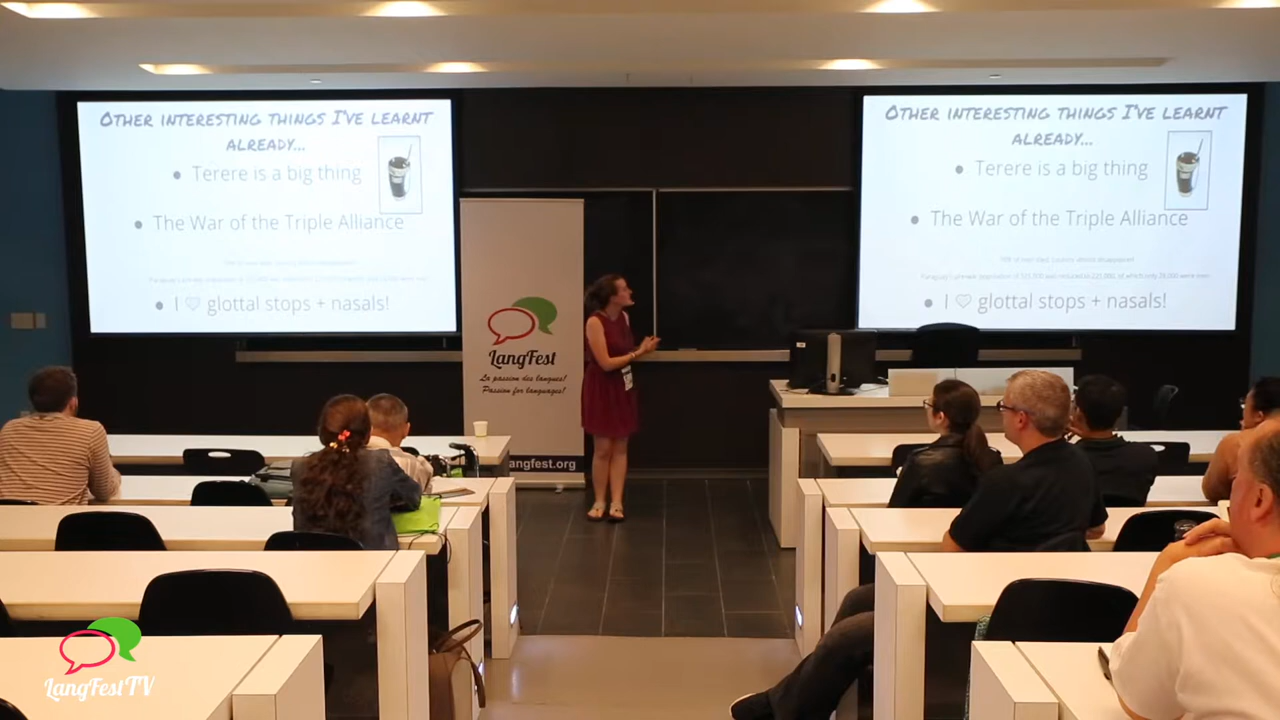 OTHER INTERESTING THINGS I'VE LEARNT
ALREADY...
• Terere is a big thing
• The War of the Triple Alliance
• I ♡ glottal stops + nasals!
OTHER INTERESTING THINGS I'VE LEARNT
ALREADY...
• Terere is a big thing
• The War of the Triple Alliance
• I ♡ glottal stops + nasals!
LangFest
La passion des langues!
Passion for languages!
angfest.org
LangFestTV